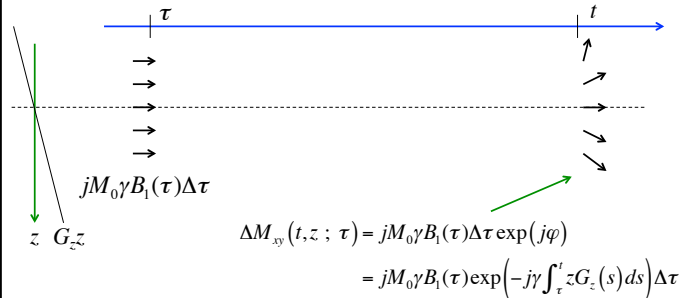 τ t
jM₀γB₁(τ)Δτ
z G_z z
ΔM_xy(t,z ; τ) = jM₀γB₁(τ)Δτ exp(jφ)
= jM₀γB₁(τ)exp(−jγ∫_τ^t zG_z(s)ds)Δτ